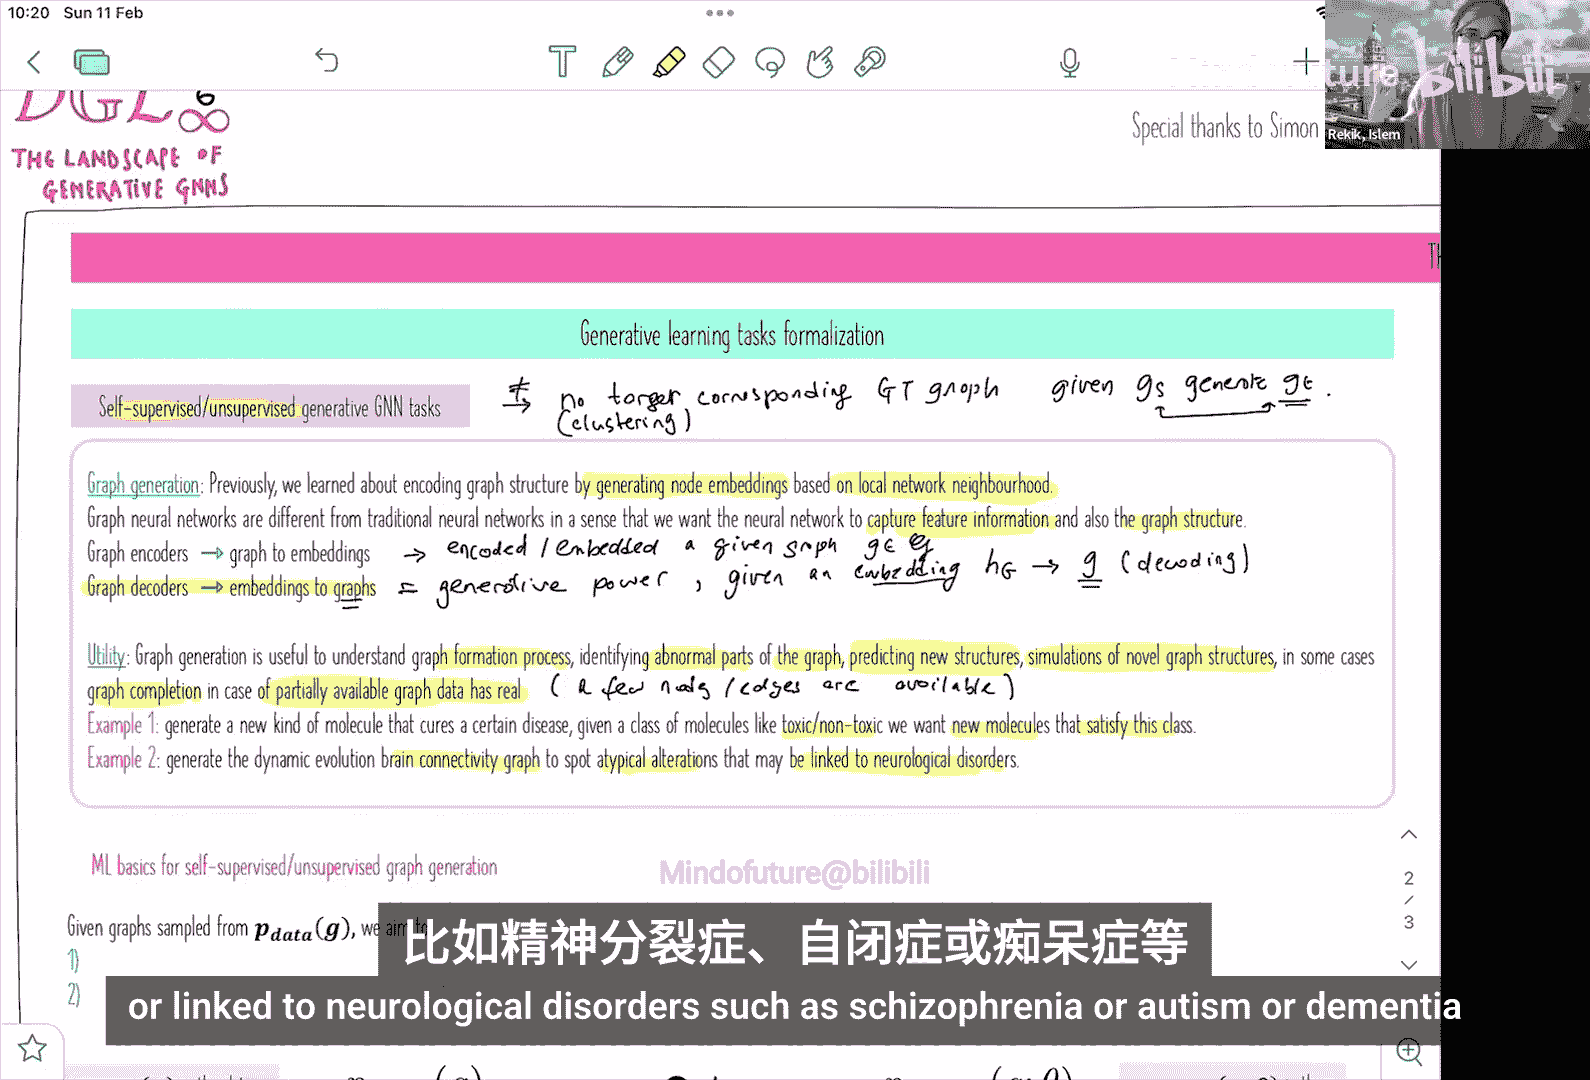 10:20 Sun 11 Feb
DGL
THE LANDSCAPE OF
GENERATIVE GNNS
Special thanks to Simon
ture bilibili
Rekik, Islem
Generative learning tasks formalization
Self-supervised/unsupervised generative GNN tasks
≠ → no target corresponding GT graph given gs generate gt.
(clustering)
Graph generation: Previously, we learned about encoding graph structure by generating node embeddings based on local network neighbourhood.
Graph neural networks are different from traditional neural networks in a sense that we want the neural network to capture feature information and also the graph structure.
Graph encoders → graph to embeddings → encoded/embedded a given graph
Graph decoders → embeddings to graphs = generative power, given an embedding hG → g (decoding)
Utility: Graph generation is useful to understand graph formation process, identifying abnormal parts of the graph, predicting new structures, simulations of novel graph structures, in some cases
graph completion in case of partially available graph data has real (a few nodes/edges are available)
Example 1: generate a new kind of molecule that cures a certain disease, given a class of molecules like toxic/non-toxic we want new molecules that satisfy this class.
Example 2: generate the dynamic evolution brain connectivity graph to spot atypical alterations that may be linked to neurological disorders.
ML basics for self-supervised/unsupervised graph generation
Mindofuture@bilibili
2
3
Given graphs sampled from pdata(g), we
1)
2)
比如精神分裂症、自闭症或痴呆症等
or linked to neurological disorders such as schizophrenia or autism or dementia